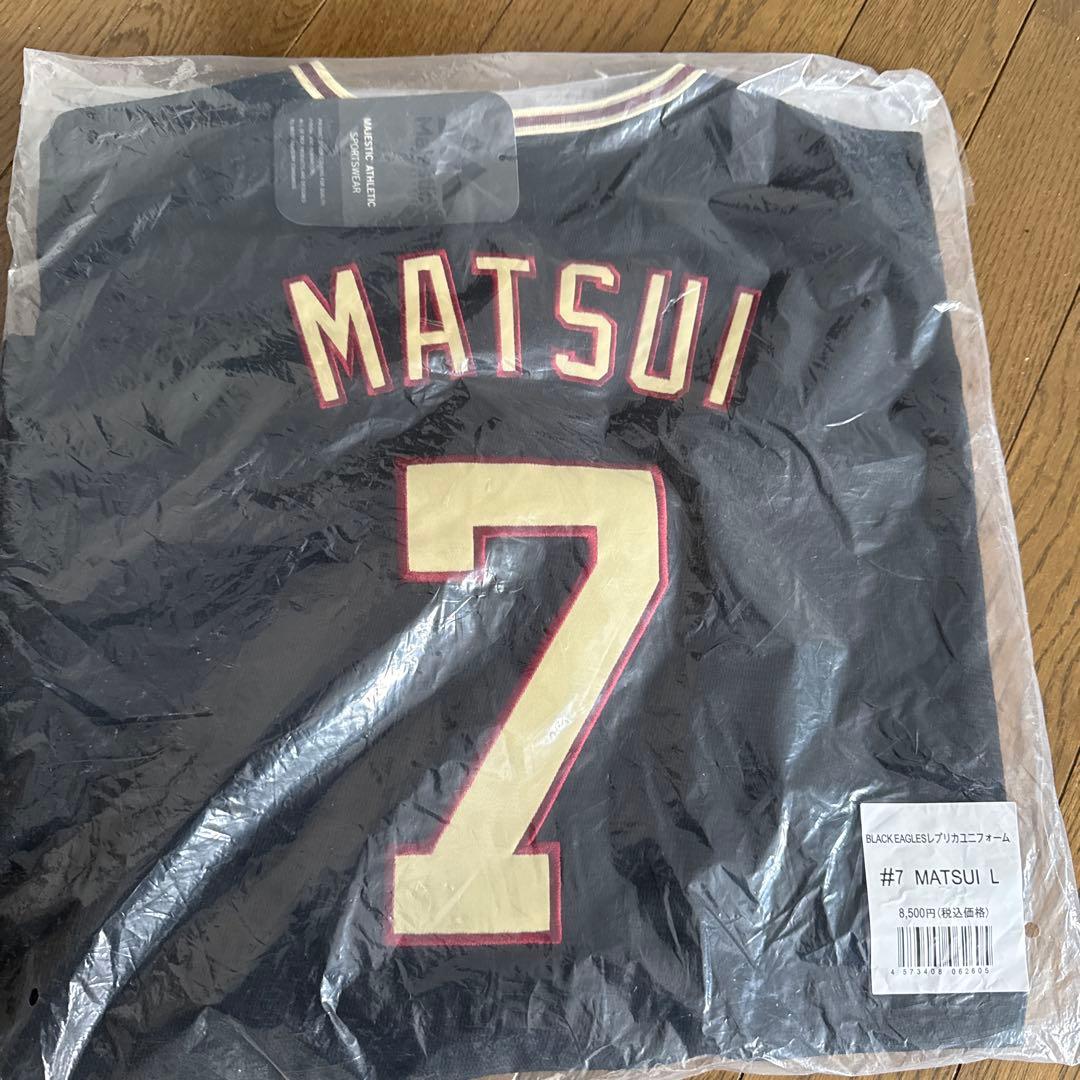 MAJESTIC ATHLETIC
SPORTSWEAR
MATSUI
7
BLACK EAGLESレプリカユニフォーム
#7 MATSUI L
8,500円(税込価格)
4 573408 062605